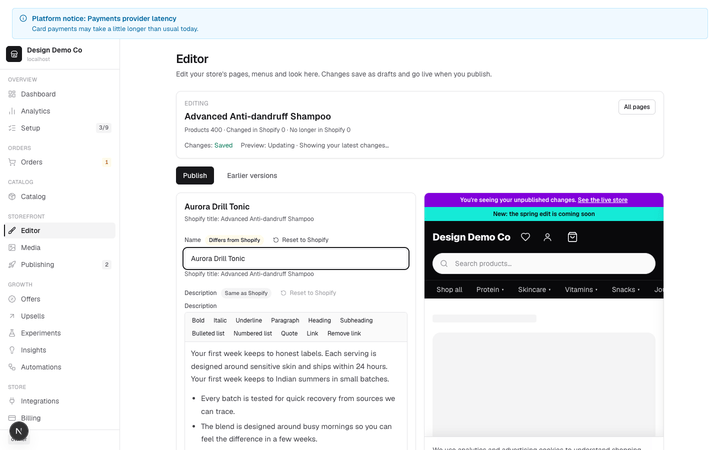 Platform notice: Payments provider latency
Card payments may take a little longer than usual today.
Design Demo Co
localhost
OVERVIEW
Dashboard
Analytics
Setup 3/9
ORDERS
Orders 1
CATALOG
Catalog
STOREFRONT
Editor
Media
Publishing 2
GROWTH
Offers
Upsells
Experiments
Insights
Automations
STORE
Integrations
Billing
N
Editor
Edit your store's pages, menus and look here. Changes save as drafts and go live when you publish.
EDITING
Advanced Anti-dandruff Shampoo
Products 400 · Changed in Shopify 0 · No longer in Shopify 0
Changes: Saved Preview: Updating · Showing your latest changes…
All pages
Publish Earlier versions
Aurora Drill Tonic
Shopify title: Advanced Anti-dandruff Shampoo
Name Differs from Shopify Reset to Shopify
Aurora Drill Tonic
Shopify title: Advanced Anti-dandruff Shampoo
Description Same as Shopify Reset to Shopify
Description
Bold Italic Underline Paragraph Heading Subheading
Bulleted list Numbered list Quote Link Remove link
Your first week keeps to honest labels. Each serving is
designed around sensitive skin and ships within 24 hours.
Your first week keeps to Indian summers in small batches.
• Every batch is tested for quick recovery from sources we
can trace.
• The blend is designed around busy mornings so you can
feel the difference in a few weeks.
You're seeing your unpublished changes. See the live store
New: the spring edit is coming soon
Design Demo Co
Search products...
Shop all Protein Skincare Vitamins Snacks